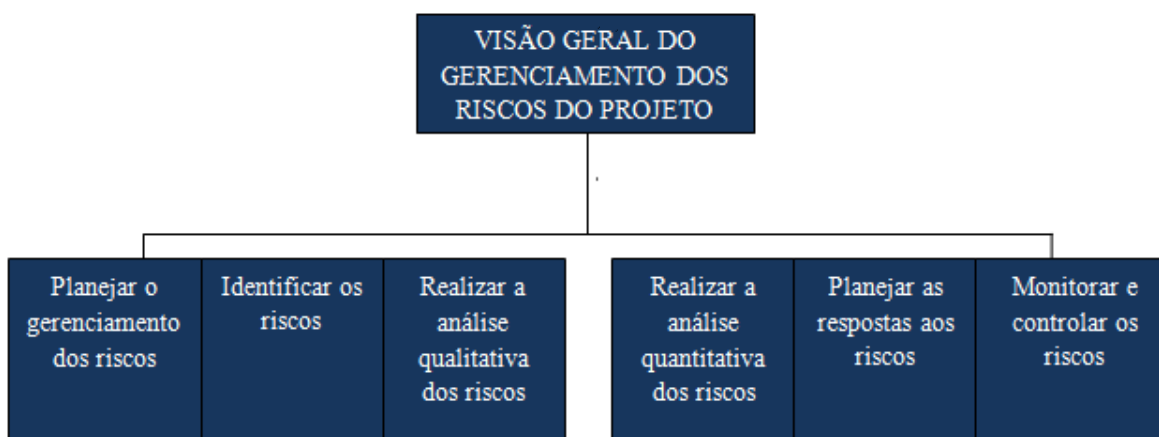 VISÃO GERAL DO
GERENCIAMENTO DOS
RISCOS DO PROJETO
Planejar o
gerenciamento
dos riscos
Identificar os
riscos
Realizar a
análise
qualitativa
dos riscos
Realizar a
análise
quantitativa
dos riscos
Planejar as
respostas aos
riscos
Monitorar e
controlar os
riscos